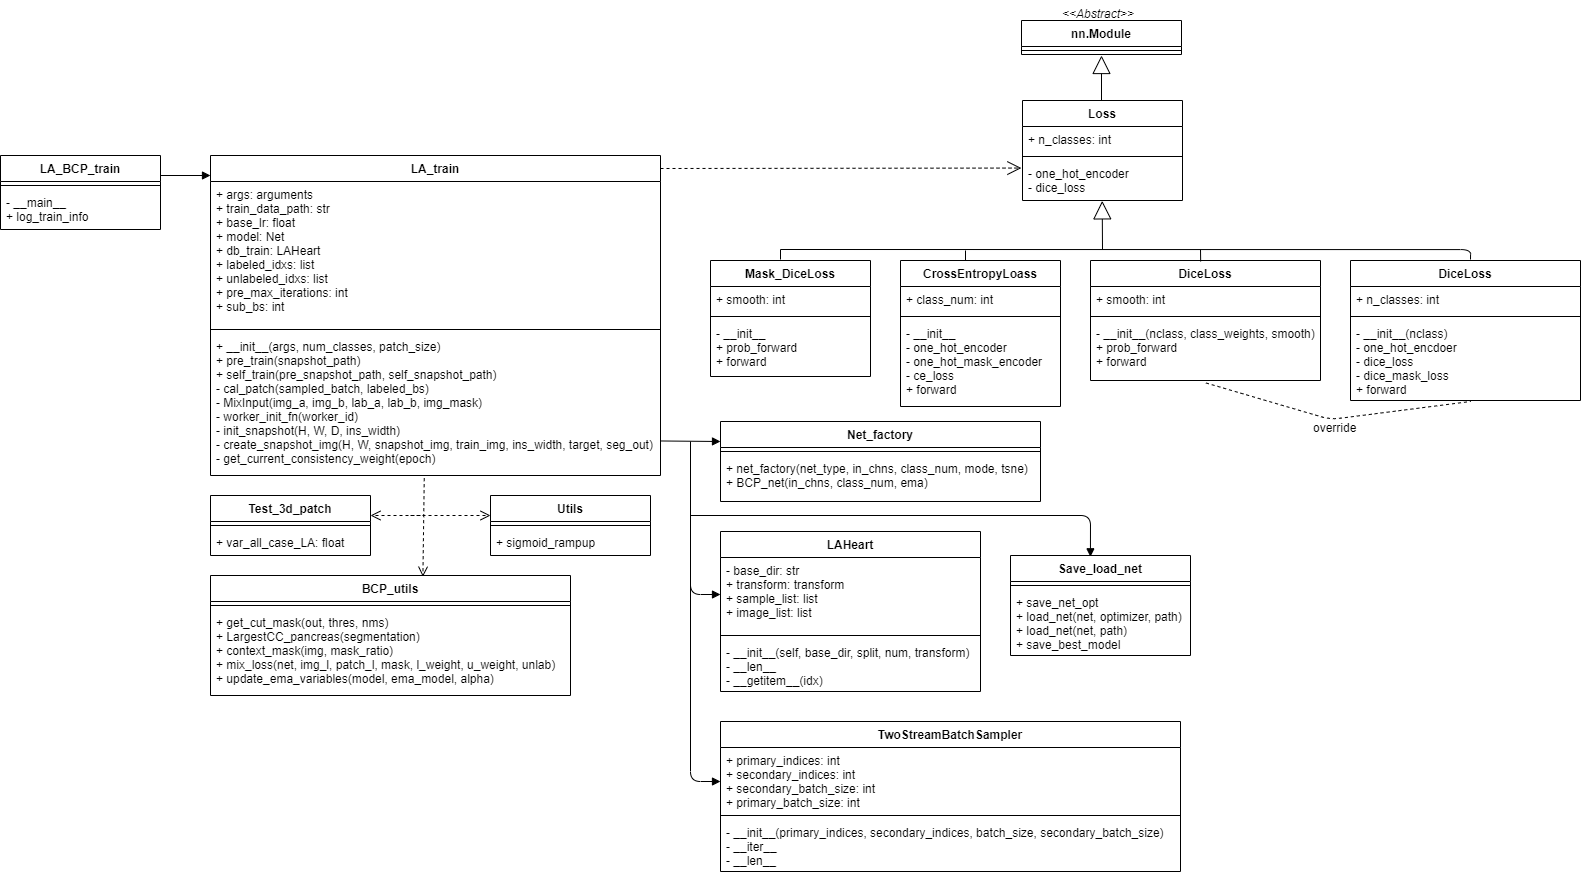 <<Abstract>>
nn.Module
Loss
+ n_classes: int
- one_hot_encoder
- dice_loss
LA_BCP_train
- __main__
+ log_train_info
LA_train
+ args: arguments
+ train_data_path: str
+ base_lr: float
+ model: Net
+ db_train: LAHeart
+ labeled_idxs: list
+ unlabeled_idxs: list
+ pre_max_iterations: int
+ sub_bs: int
+ __init__(args, num_classes, patch_size)
+ pre_train(snapshot_path)
+ self_train(pre_snapshot_path, self_snapshot_path)
- cal_patch(sampled_batch, labeled_bs)
- MixInput(img_a, img_b, lab_a, lab_b, img_mask)
- worker_init_fn(worker_id)
- init_snapshot(H, W, D, ins_width)
- create_snapshot_img(H, W, snapshot_img, train_img, ins_width, target, seg_out)
- get_current_consistency_weight(epoch)
Mask_DiceLoss
+ smooth: int
- __init__
+ prob_forward
+ forward
CrossEntropyLoass
+ class_num: int
- __init__
- one_hot_encoder
- one_hot_mask_encoder
- ce_loss
+ forward
DiceLoss
+ smooth: int
- __init__(nclass, class_weights, smooth)
+ prob_forward
+ forward
DiceLoss
+ n_classes: int
- __init__(nclass)
- one_hot_encdoer
- dice_loss
- dice_mask_loss
+ forward
override
Net_factory
+ net_factory(net_type, in_chns, class_num, mode, tsne)
+ BCP_net(in_chns, class_num, ema)
Test_3d_patch
+ var_all_case_LA: float
Utils
+ sigmoid_rampup
BCP_utils
+ get_cut_mask(out, thres, nms)
+ LargestCC_pancreas(segmentation)
+ context_mask(img, mask_ratio)
+ mix_loss(net, img_l, patch_l, mask, l_weight, u_weight, unlab)
+ update_ema_variables(model, ema_model, alpha)
LAHeart
- base_dir: str
+ transform: transform
+ sample_list: list
+ image_list: list
- __init__(self, base_dir, split, num, transform)
- __len__
- __getitem__(idx)
Save_load_net
+ save_net_opt
+ load_net(net, optimizer, path)
+ load_net(net, path)
+ save_best_model
TwoStreamBatchSampler
+ primary_indices: int
+ secondary_indices: int
+ secondary_batch_size: int
+ primary_batch_size: int
- __init__(primary_indices, secondary_indices, batch_size, secondary_batch_size)
- __iter__
- __len__